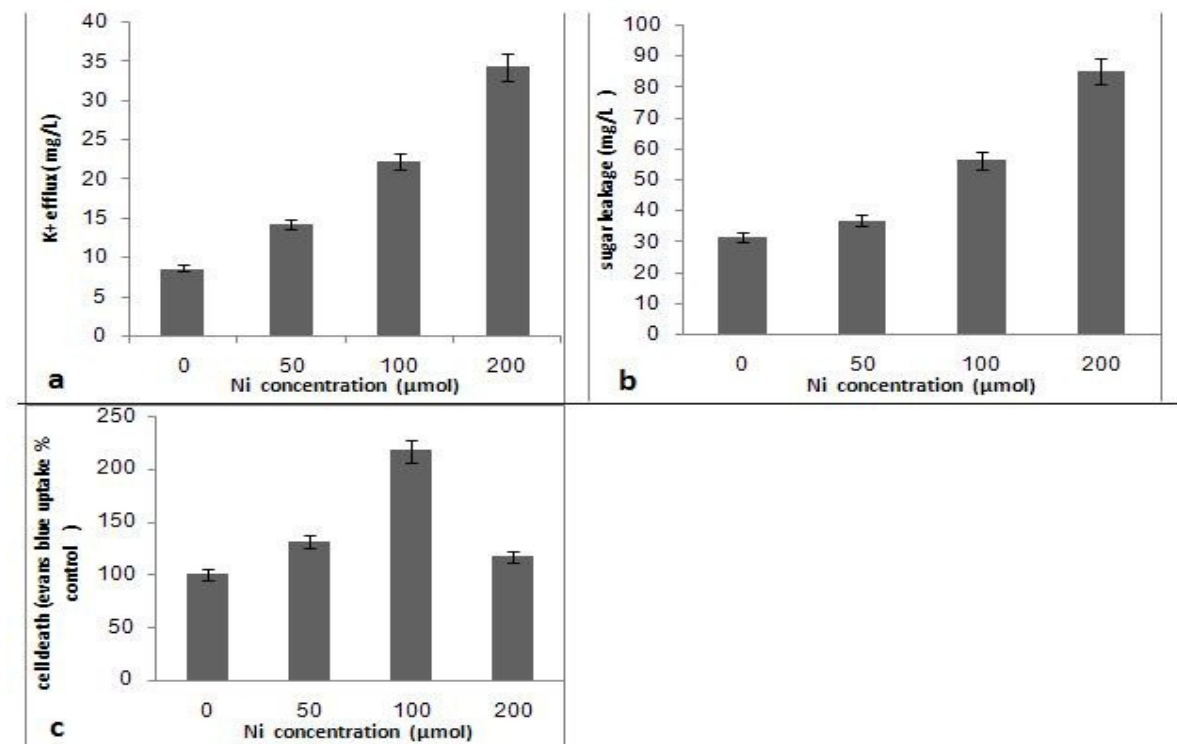 40
35
30
25
20
15
10
5
0
K+ efflux( mg/L)
0 50 100 200
Ni concentration (µmol)
a
100
90
80
70
60
50
40
30
20
10
0
sugar leakage (mg/L )
0 50 100 200
Ni concentration (µmol)
b
250
200
150
100
50
0
cell death (evans blue uptake %
control )
0 50 100 200
Ni concentration (µmol)
c